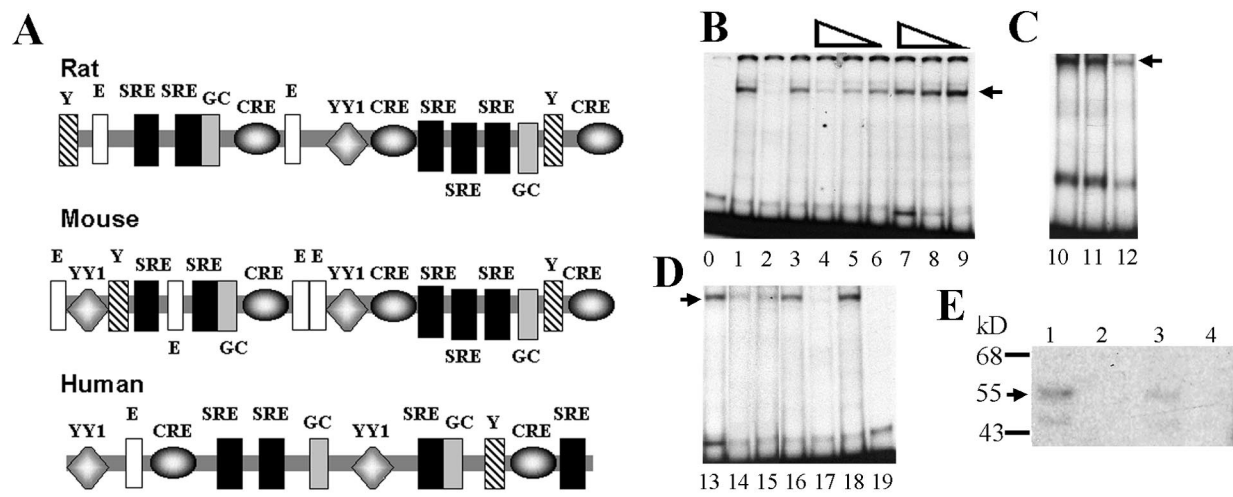 A
Rat
Y E SRE SRE GC CRE E YY1 CRE SRE SRE SRE GC Y CRE
Mouse
E YY1 Y SRE E SRE GC CRE E E YY1 CRE SRE SRE SRE GC Y CRE
Human
YY1 E CRE SRE SRE GC YY1 SRE GC Y CRE SRE
B
0 1 2 3 4 5 6 7 8 9
C
10 11 12
D
13 14 15 16 17 18 19
E
kD 1 2 3 4
68
55
43